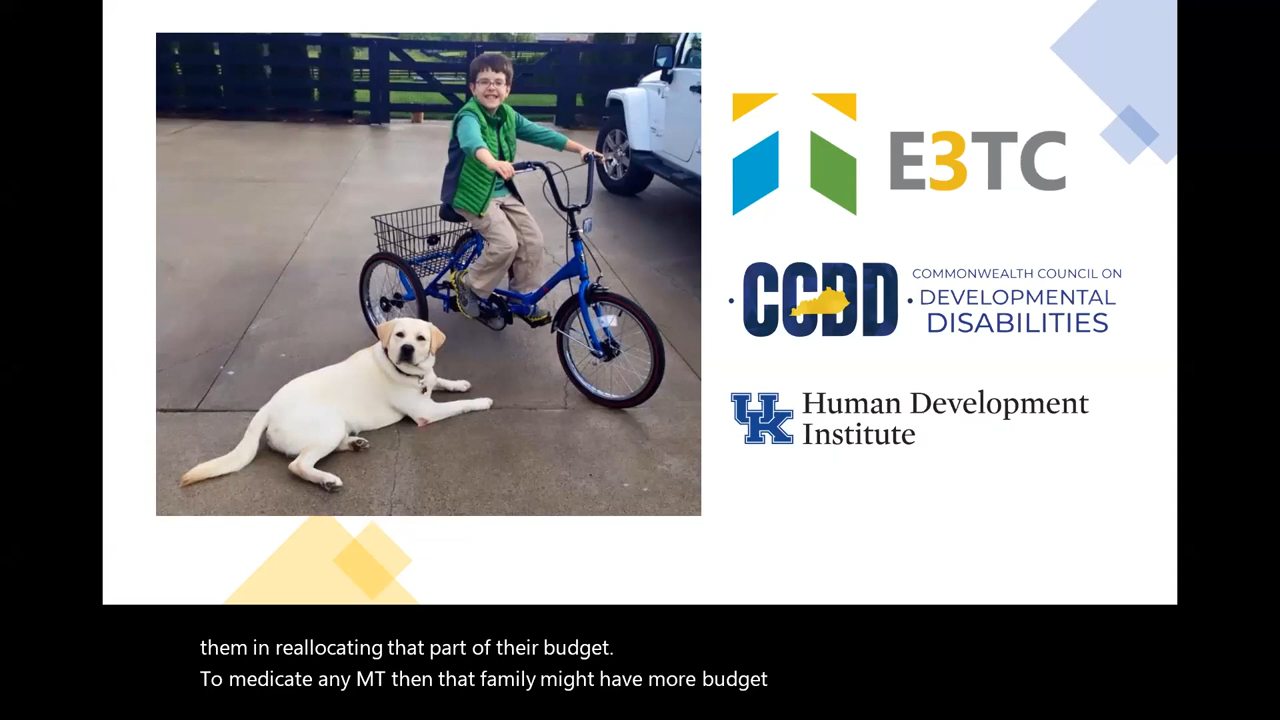 E3TC
CCDD
COMMONWEALTH COUNCIL ON
DEVELOPMENTAL
DISABILITIES
UK
Human Development
Institute
them in reallocating that part of their budget.
To medicate any MT then that family might have more budget